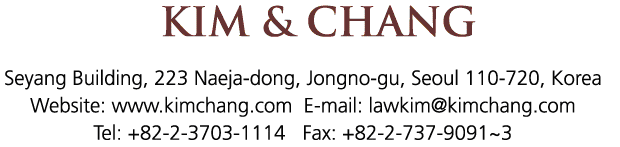 KIM & CHANG
Seyang Building, 223 Naeja-dong, Jongno-gu, Seoul 110-720, Korea
Website: www.kimchang.com E-mail: lawkim@kimchang.com
Tel: +82-2-3703-1114 Fax: +82-2-737-9091~3